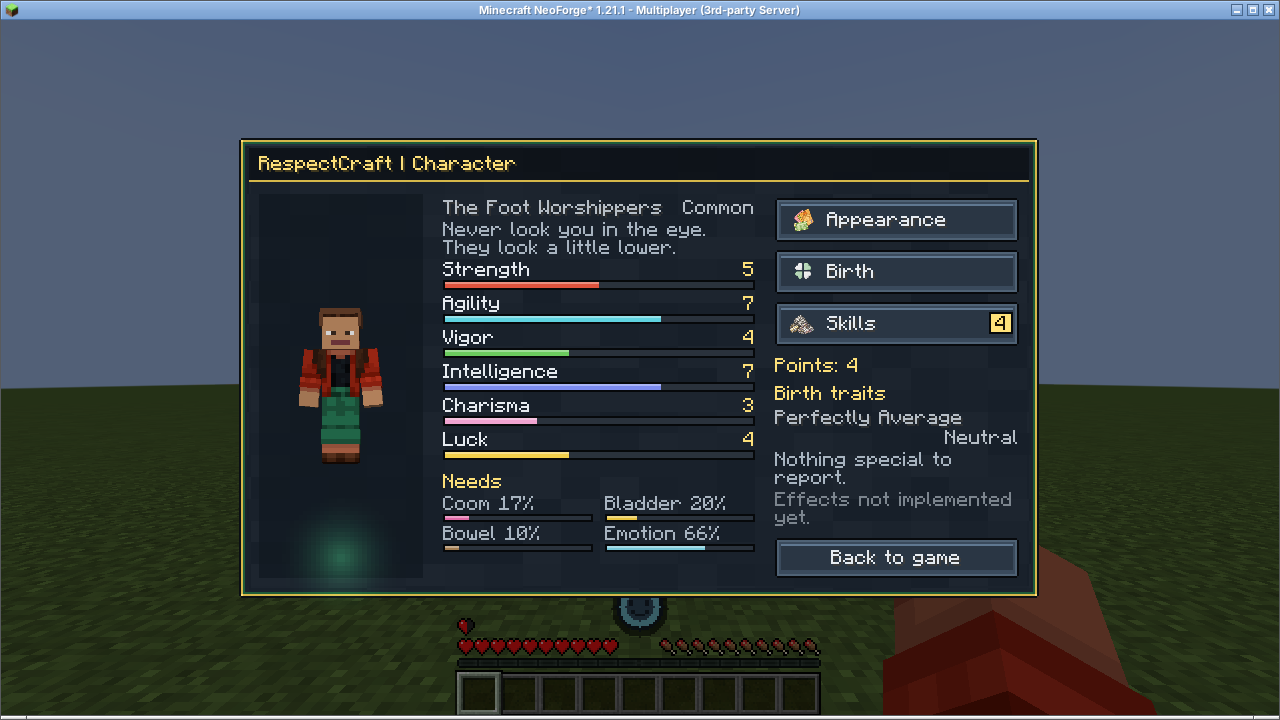 Minecraft NeoForge* 1.21.1 - Multiplayer (3rd-party Server)
RespectCraft | Character
The Foot Worshippers Common
Never look you in the eye.
They look a little lower.
Strength 5
Agility 7
Vigor 4
Intelligence 7
Charisma 3
Luck 4
Needs
Coom 17% Bladder 20%
Bowel 10% Emotion 66%
Appearance
Birth
Skills 4
Points: 4
Birth traits
Perfectly Average
Neutral
Nothing special to
report.
Effects not implemented
yet.
Back to game